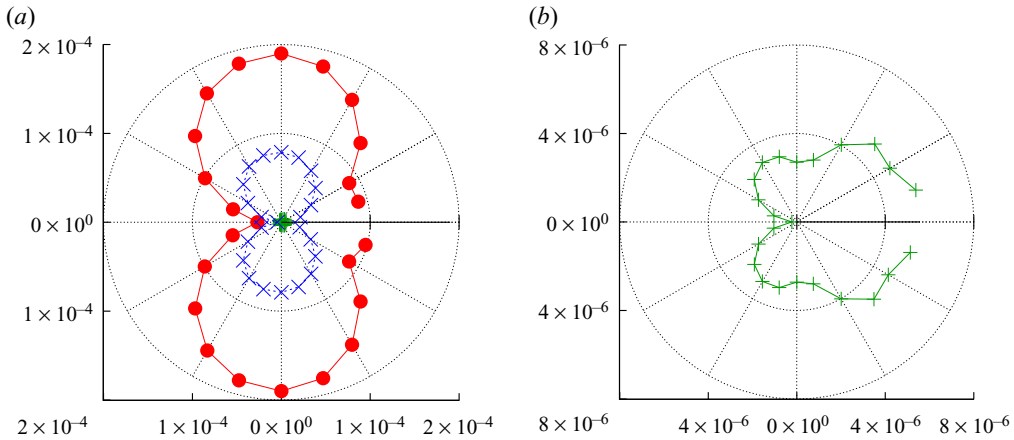 (a)
2 × 10⁻⁴
1 × 10⁻⁴
0 × 10⁰
1 × 10⁻⁴
2 × 10⁻⁴ 1 × 10⁻⁴ 0 × 10⁰ 1 × 10⁻⁴ 2 × 10⁻⁴
(b)
8 × 10⁻⁶
4 × 10⁻⁶
0 × 10⁰
4 × 10⁻⁶
8 × 10⁻⁶ 4 × 10⁻⁶ 0 × 10⁰ 4 × 10⁻⁶ 8 × 10⁻⁶